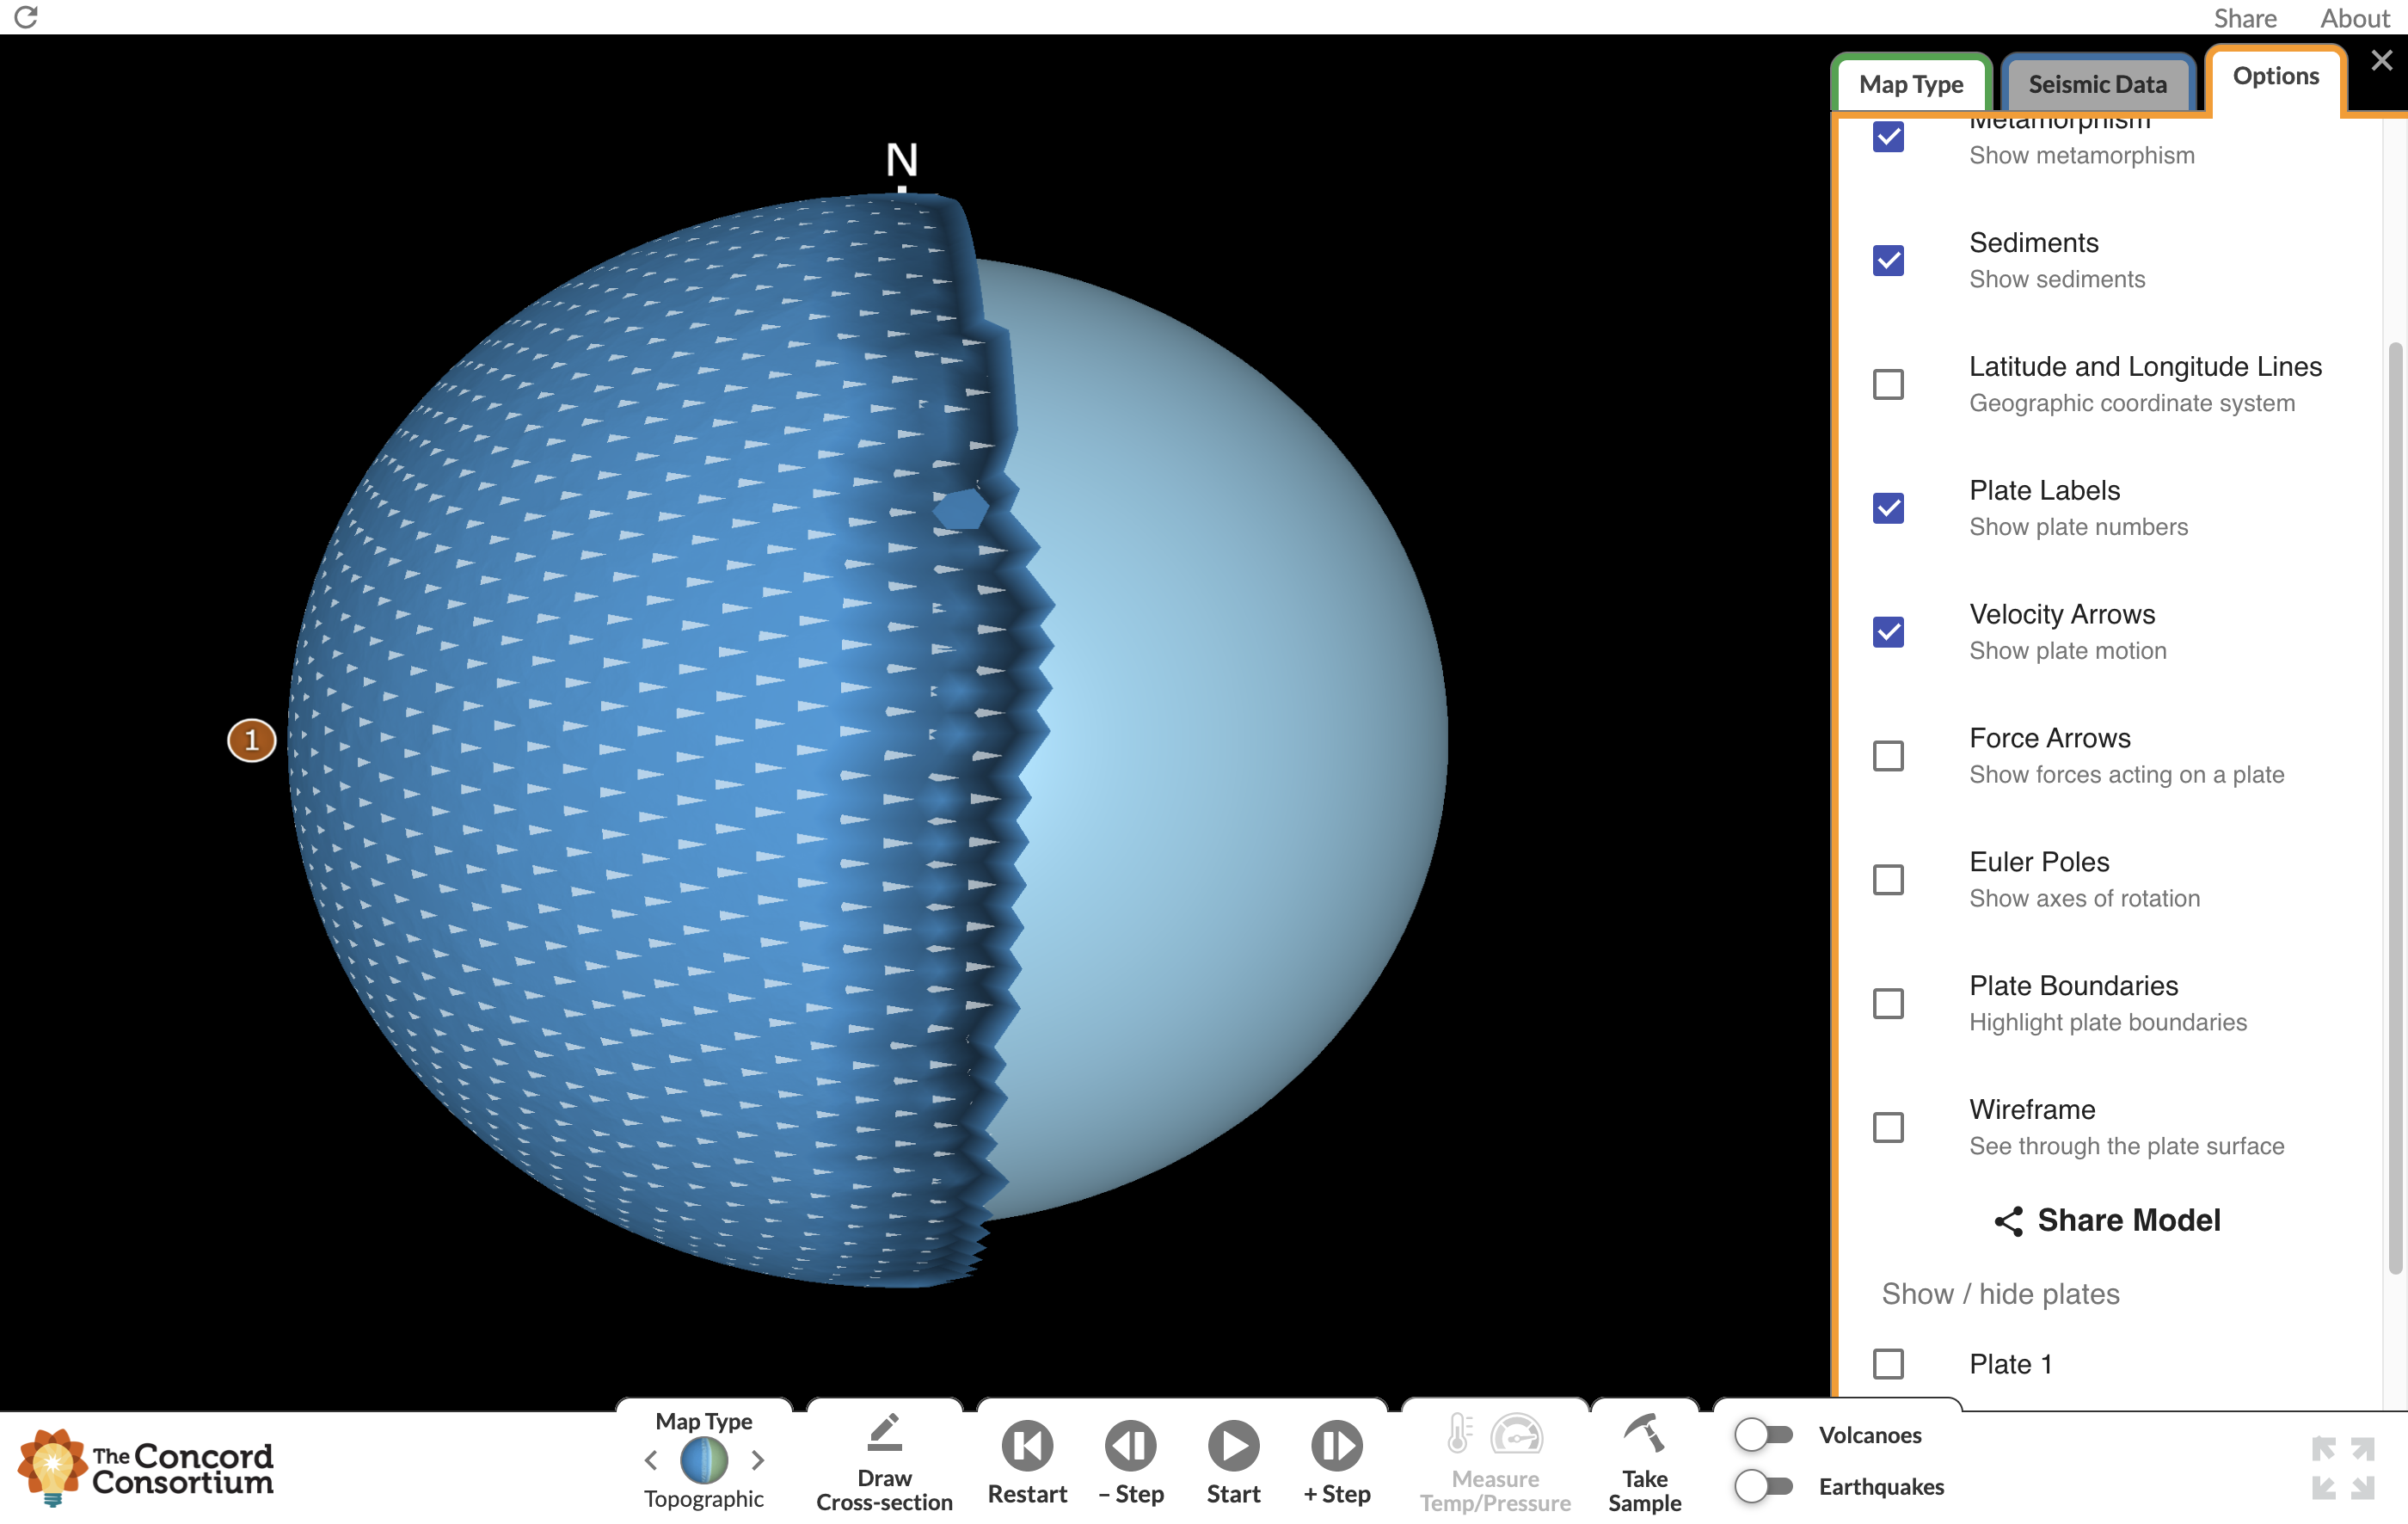 Share About
Map Type Seismic Data Options
N
Metamorphism
Show metamorphism
Sediments
Show sediments
Latitude and Longitude Lines
Geographic coordinate system
Plate Labels
Show plate numbers
Velocity Arrows
Show plate motion
1
Force Arrows
Show forces acting on a plate
Euler Poles
Show axes of rotation
Plate Boundaries
Highlight plate boundaries
Wireframe
See through the plate surface
Share Model
Show / hide plates
Plate 1
The Concord
Consortium
Map Type
Topographic
Draw
Cross-section
Restart
– Step
Start
+ Step
Measure
Temp/Pressure
Take
Sample
Volcanoes
Earthquakes